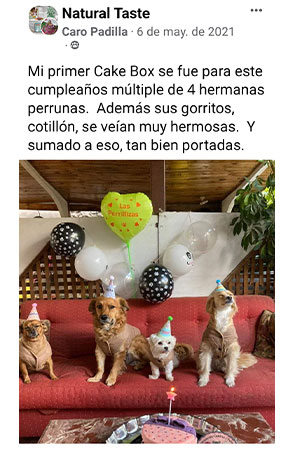 Natural Taste
Caro Padilla · 6 de may. de 2021 ·
Mi primer Cake Box se fue para este
cumpleaños múltiple de 4 hermanas
perrunas. Además sus gorritos,
cotillón, se veían muy hermosas. Y
sumado a eso, tan bien portadas.
Las
Perrillizas